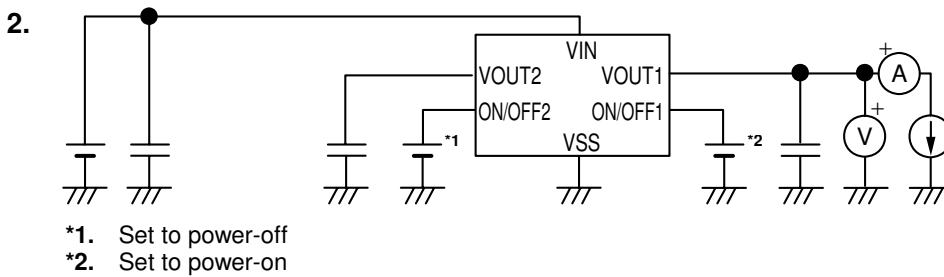 2.
VIN
VOUT2 VOUT1
ON/OFF2 ON/OFF1
VSS
*1
*2
+
A
+
V
*1. Set to power-off
*2. Set to power-on